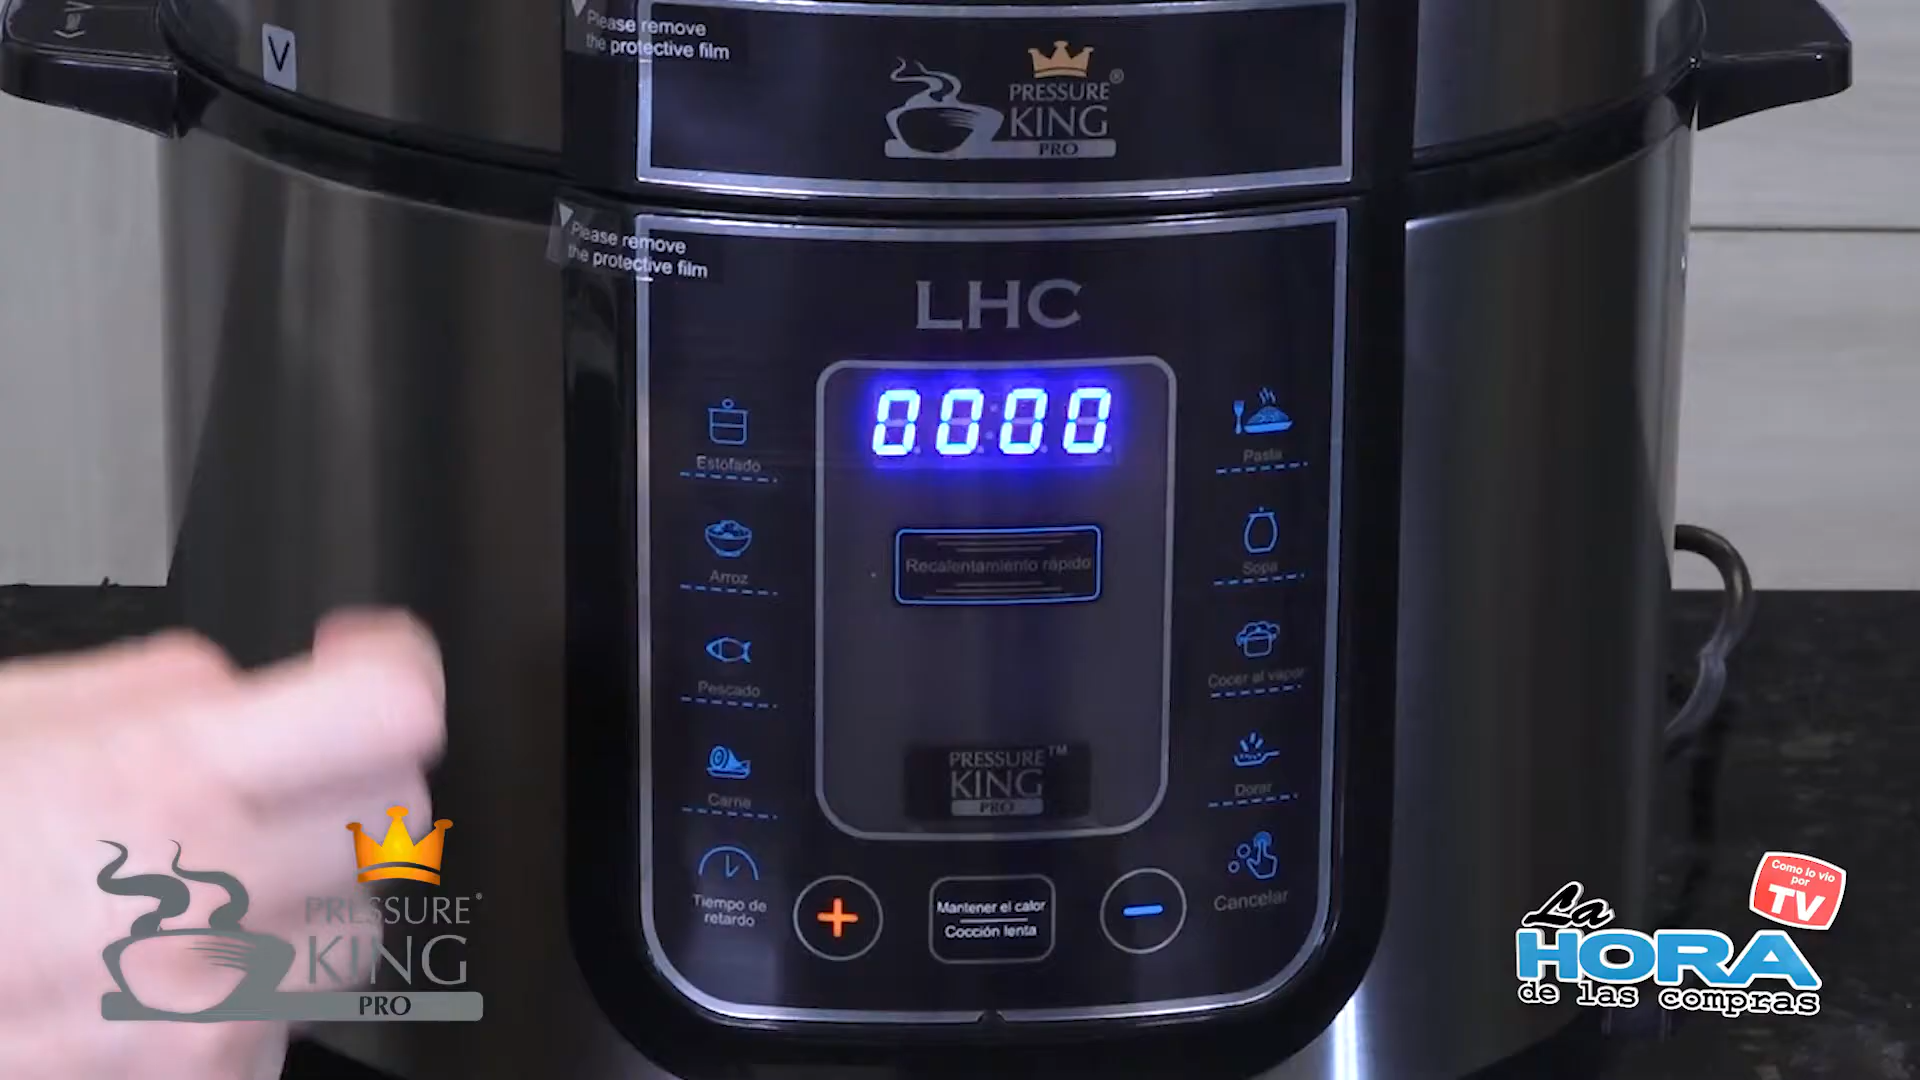 V
Please remove
the protective film
PRESSURE®
KING
PRO
Please remove
the protective film
LHC
0000
Estofado
Pasta
Recalentamiento rápido
Arroz
Sopa
Pescado
Cocer al vapor
PRESSURE™
KING
PRO
Carne
Dorar
Tiempo de
retardo
+
Mantener el calor
Cocción lenta
−
Cancelar
PRESSURE®
KING
PRO
Como lo vio
por
TV
La
HORA
de las compras